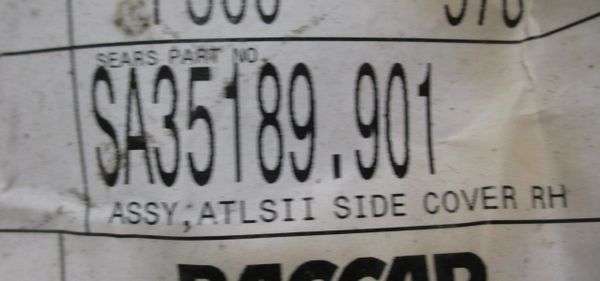 SEARS PART NO.
SA35189.901
ASSY,ATLSII SIDE COVER RH